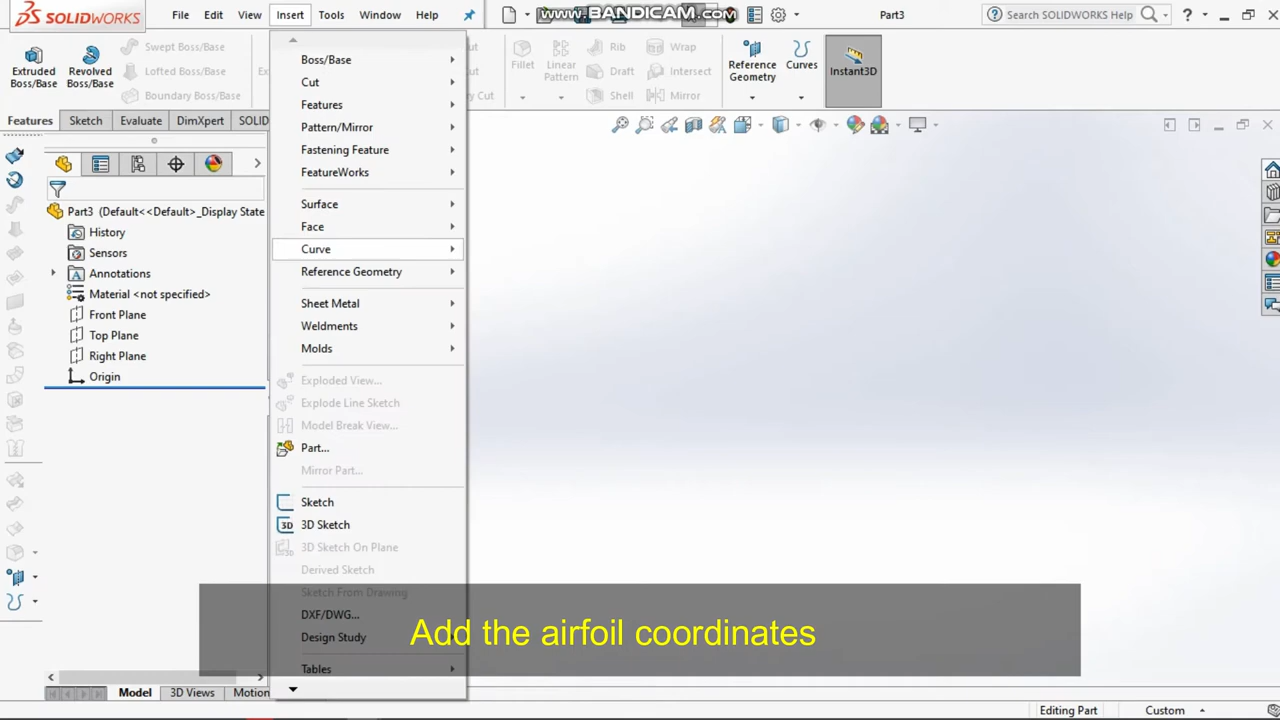 SOLIDWORKS File Edit View Insert Tools Window Help
WWW.BANDICAM.com
Part3
Search SOLIDWORKS Help
Extruded Boss/Base
Revolved Boss/Base
Swept Boss/Base
Lofted Boss/Base
Boundary Boss/Base
Fillet
Linear Pattern
Rib
Draft
Shell
Wrap
Intersect
Mirror
Reference Geometry
Curves
Instant3D
Features Sketch Evaluate DimXpert
Part3 (Default<<Default>_Display State
History
Sensors
Annotations
Material <not specified>
Front Plane
Top Plane
Right Plane
Origin
Boss/Base
Cut
Features
Pattern/Mirror
Fastening Feature
FeatureWorks
Surface
Face
Curve
Reference Geometry
Sheet Metal
Weldments
Molds
Exploded View...
Explode Line Sketch
Model Break View...
Part...
Mirror Part...
Sketch
3D Sketch
3D Sketch On Plane
Derived Sketch
Sketch From Drawing
DXF/DWG...
Design Study
Tables
Add the airfoil coordinates
Model 3D Views
Editing Part
Custom